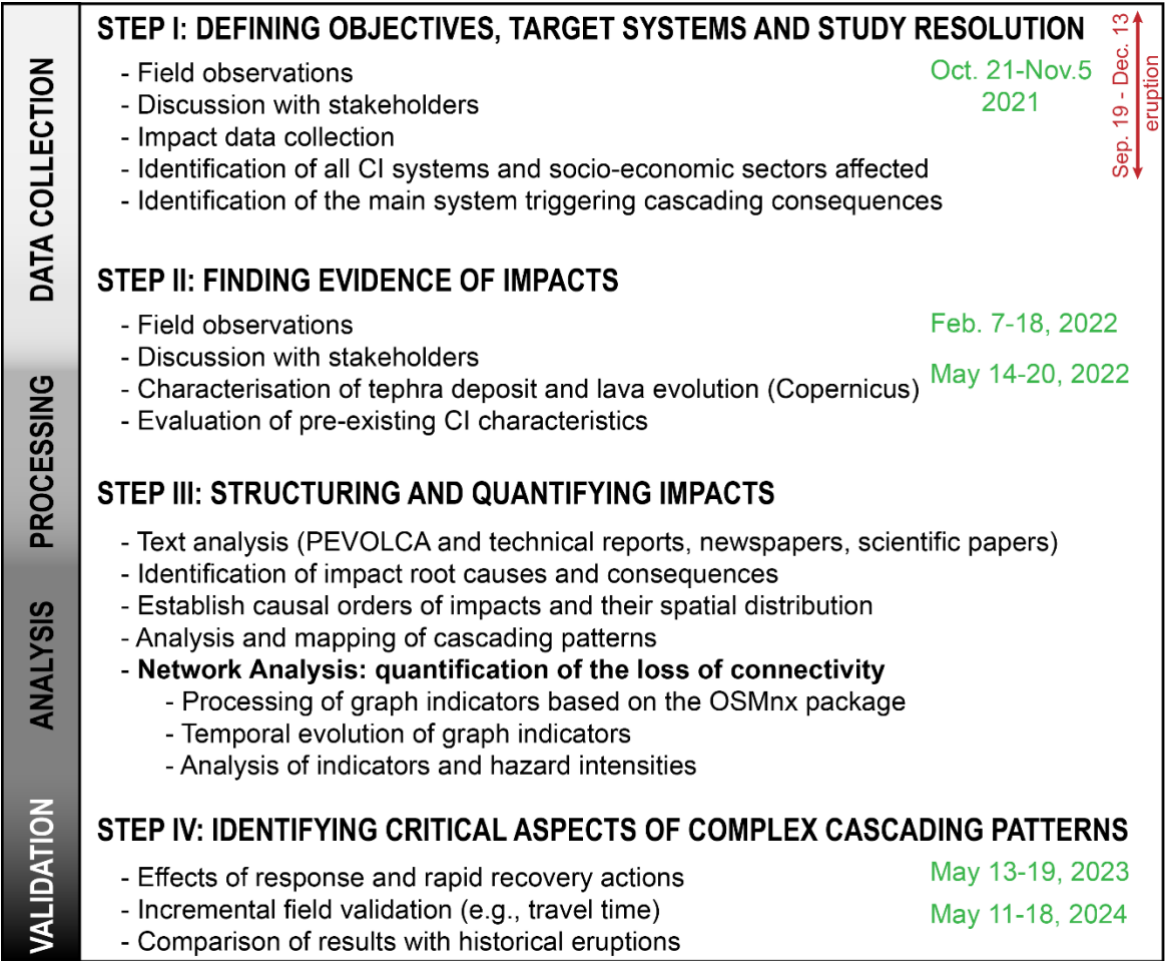 DATA COLLECTION
PROCESSING
ANALYSIS
VALIDATION
STEP I: DEFINING OBJECTIVES, TARGET SYSTEMS AND STUDY RESOLUTION
- Field observations
- Discussion with stakeholders
- Impact data collection
- Identification of all CI systems and socio-economic sectors affected
- Identification of the main system triggering cascading consequences
Oct. 21-Nov.5
2021
Sep. 19 - Dec. 13
eruption
STEP II: FINDING EVIDENCE OF IMPACTS
- Field observations
- Discussion with stakeholders
- Characterisation of tephra deposit and lava evolution (Copernicus)
- Evaluation of pre-existing CI characteristics
Feb. 7-18, 2022
May 14-20, 2022
STEP III: STRUCTURING AND QUANTIFYING IMPACTS
- Text analysis (PEVOLCA and technical reports, newspapers, scientific papers)
- Identification of impact root causes and consequences
- Establish causal orders of impacts and their spatial distribution
- Analysis and mapping of cascading patterns
- Network Analysis: quantification of the loss of connectivity
- Processing of graph indicators based on the OSMnx package
- Temporal evolution of graph indicators
- Analysis of indicators and hazard intensities
STEP IV: IDENTIFYING CRITICAL ASPECTS OF COMPLEX CASCADING PATTERNS
- Effects of response and rapid recovery actions
- Incremental field validation (e.g., travel time)
- Comparison of results with historical eruptions
May 13-19, 2023
May 11-18, 2024